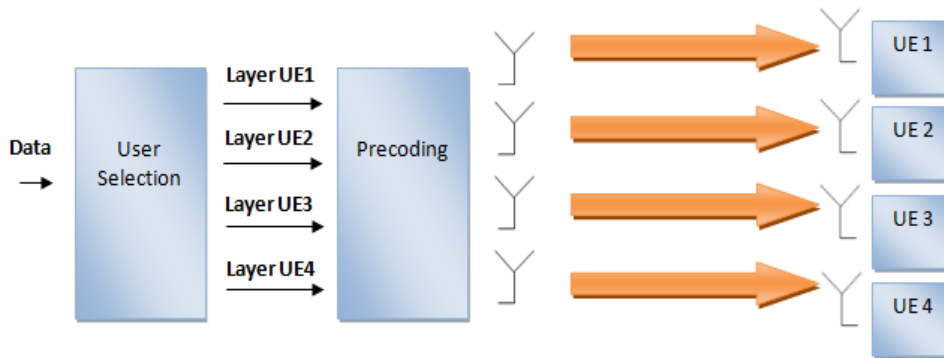 Data
User
Selection
Layer UE1
Layer UE2
Layer UE3
Layer UE4
Precoding
UE 1
UE 2
UE 3
UE 4